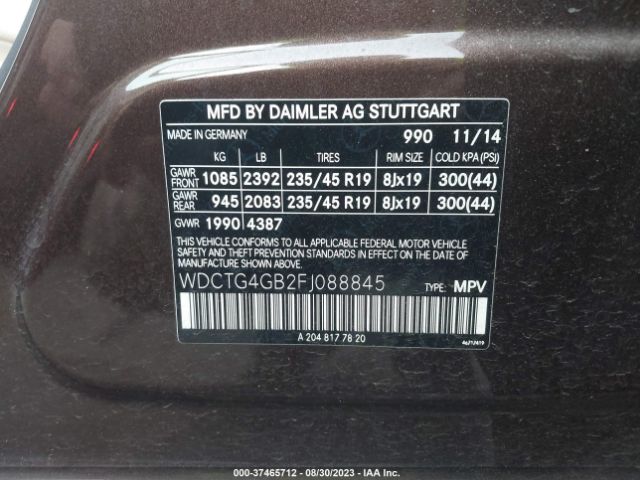 MFD BY DAIMLER AG STUTTGART
MADE IN GERMANY 990 11/14
KG LB TIRES RIM SIZE COLD KPA (PSI)
GAWR FRONT 1085 2392 235/45 R19 8Jx19 300(44)
GAWR REAR 945 2083 235/45 R19 8Jx19 300(44)
GVWR 1990 4387
THIS VEHICLE CONFORMS TO ALL APPLICABLE FEDERAL MOTOR VEHICLE
SAFETY, BUMPER, AND THEFT PREVENTION STANDARDS IN EFFECT ON THE DATE
OF MANUFACTURE SHOWN ABOVE.
WDCTG4GB2FJ088845 TYPE: MPV
A 204 817 78 20
000-37465712 - 08/30/2023 - IAA Inc.